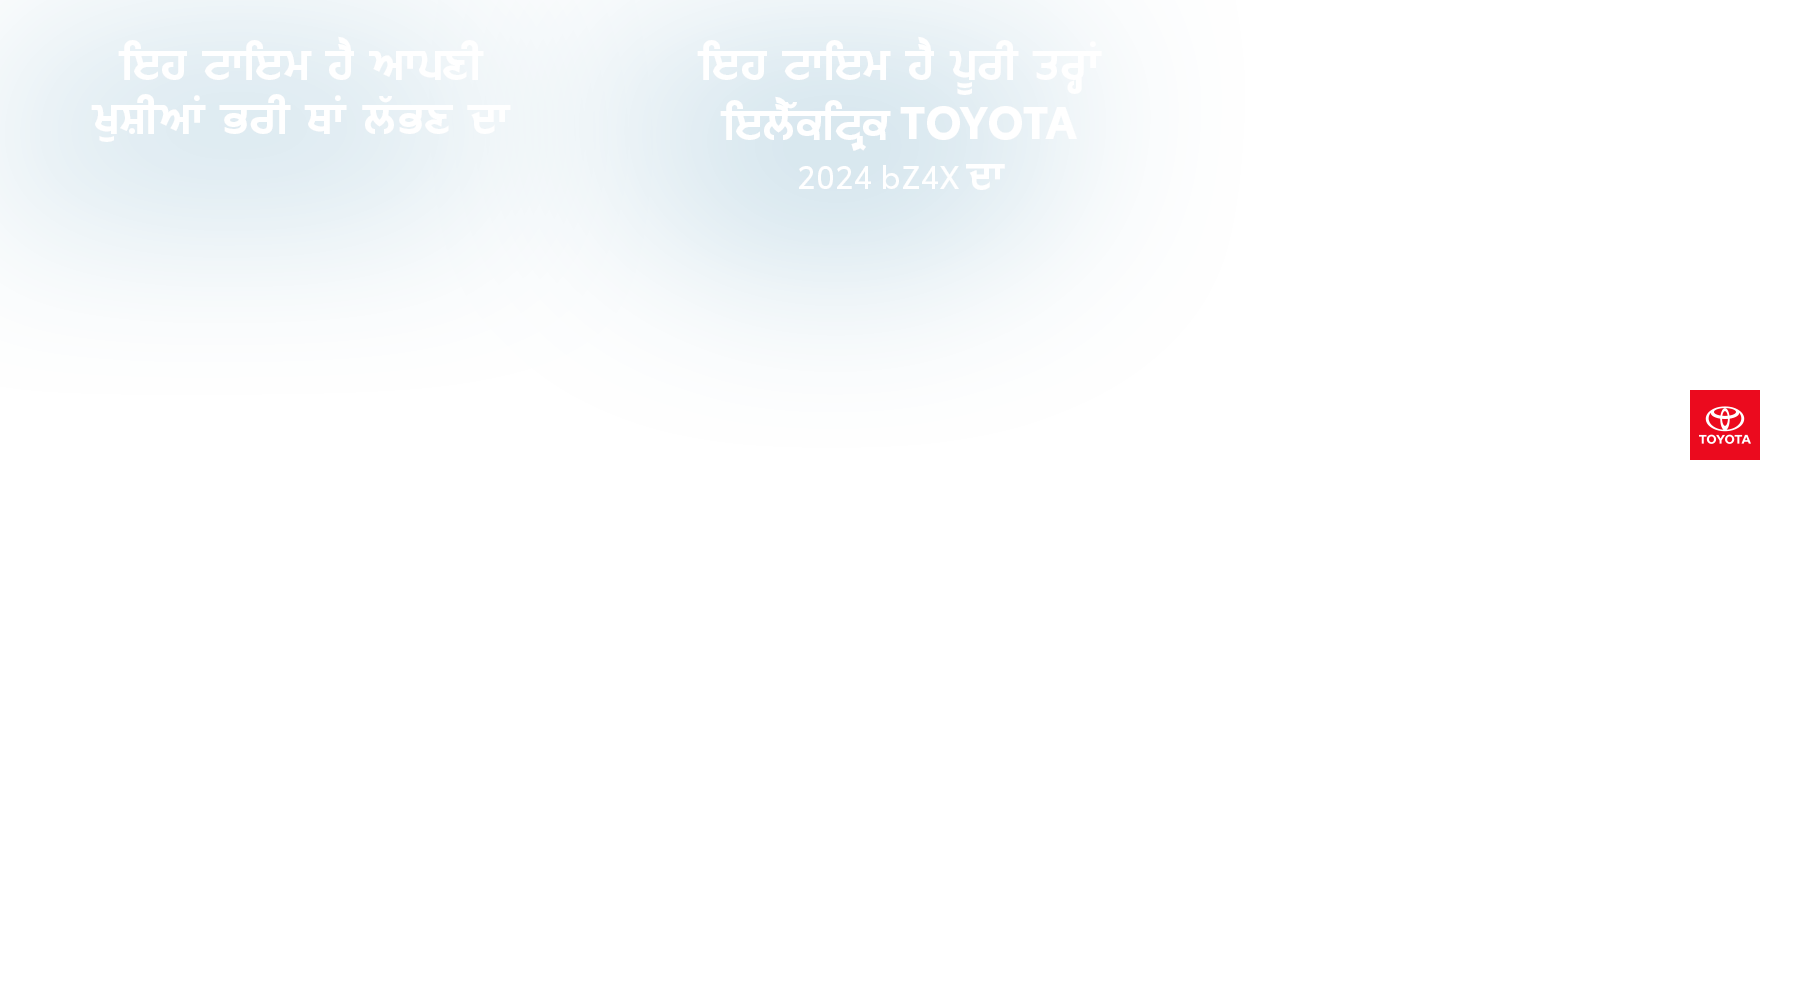 ਇਹ ਟਾਇਮ ਹੈ ਆਪਣੀ
ਖੁਸ਼ੀਆਂ ਭਰੀ ਥਾਂ ਲੱਭਣ ਦਾ
ਇਹ ਟਾਇਮ ਹੈ ਪੂਰੀ ਤਰ੍ਹਾਂ
ਇਲੈੱਕਟ੍ਰਿਕ TOYOTA
2024 bZ4X ਦਾ
TOYOTA